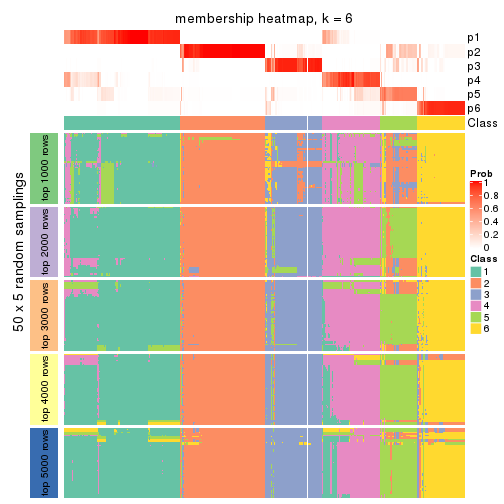 membership heatmap, k = 6
p1
p2
p3
p4
p5
p6
Class
50 x 5 random samplings
top 1000 rows
top 2000 rows
top 3000 rows
top 4000 rows
top 5000 rows
Prob
1
0.8
0.6
0.4
0.2
0
Class
1
2
3
4
5
6